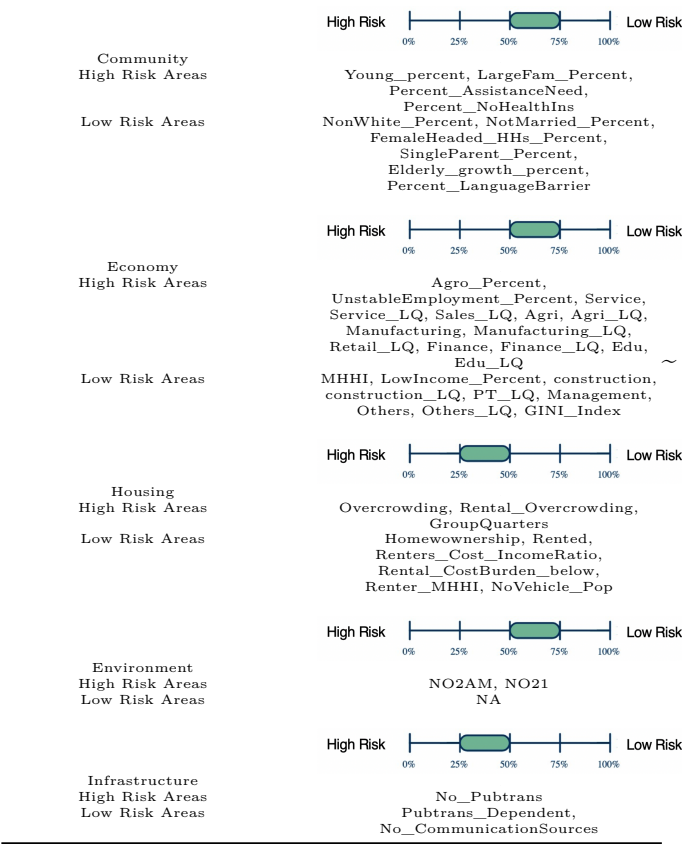 High Risk Low Risk
0% 25% 50% 75% 100%
Community
High Risk Areas Young_percent, LargeFam_Percent,
Percent_AssistanceNeed,
Percent_NoHealthIns
Low Risk Areas NonWhite_Percent, NotMarried_Percent,
FemaleHeaded_HHs_Percent,
SingleParent_Percent,
Elderly_growth_percent,
Percent_LanguageBarrier
High Risk Low Risk
0% 25% 50% 75% 100%
Economy
High Risk Areas Agro_Percent,
UnstableEmployment_Percent, Service,
Service_LQ, Sales_LQ, Agri, Agri_LQ,
Manufacturing, Manufacturing_LQ,
Retail_LQ, Finance, Finance_LQ, Edu,
Edu_LQ ~
Low Risk Areas MHHI, LowIncome_Percent, construction,
construction_LQ, PT_LQ, Management,
Others, Others_LQ, GINI_Index
High Risk Low Risk
0% 25% 50% 75% 100%
Housing
High Risk Areas Overcrowding, Rental_Overcrowding,
GroupQuarters
Low Risk Areas Homewownership, Rented,
Renters_Cost_IncomeRatio,
Rental_CostBurden_below,
Renter_MHHI, NoVehicle_Pop
High Risk Low Risk
0% 25% 50% 75% 100%
Environment
High Risk Areas NO2AM, NO21
Low Risk Areas NA
High Risk Low Risk
0% 25% 50% 75% 100%
Infrastructure
High Risk Areas No_Pubtrans
Low Risk Areas Pubtrans_Dependent,
No_CommunicationSources